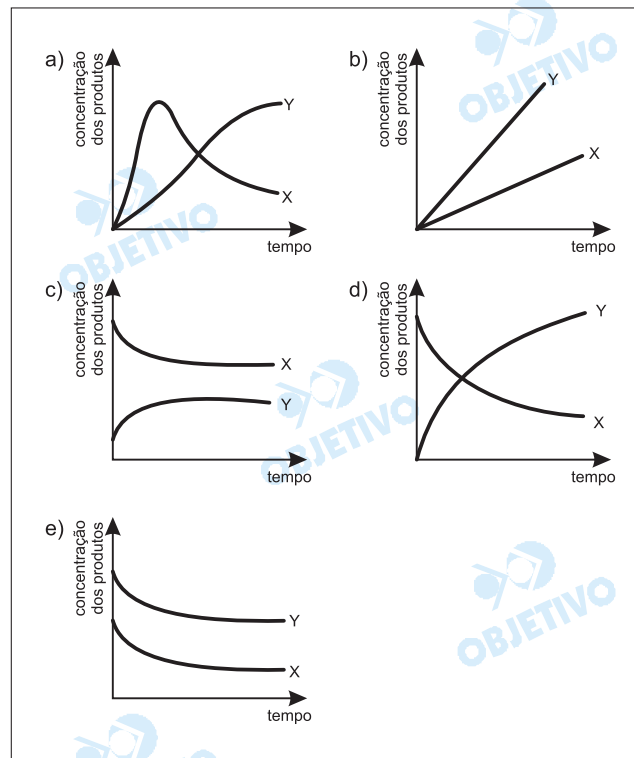 a)
concentração
dos produtos
Y
X
tempo
b)
concentração
dos produtos
Y
X
tempo
c)
concentração
dos produtos
X
Y
tempo
d)
concentração
dos produtos
Y
X
tempo
e)
concentração
dos produtos
Y
X
tempo
OBJETIVO
OBJETIVO
OBJETIVO
OBJETIVO